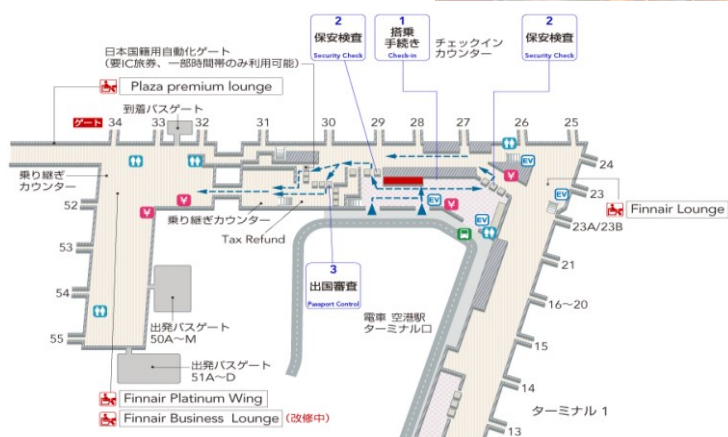 2
保安検査
Security Check
1
搭乗
手続き
Check-in
チェックイン
カウンター
2
保安検査
Security Check
日本国籍用自動化ゲート
(要IC旅券、一部時間帯のみ利用可能)
Plaza premium lounge
到着バスゲート
ゲート
34
33
32
31
30
29
28
27
26
25
24
23
23A/23B
21
16～20
15
14
13
乗り継ぎ
カウンター
52
53
54
55
乗り継ぎカウンター
Tax Refund
EV
EV
EV
EV
¥
¥
¥
¥
Finnair Lounge
3
出国審査
Passport Control
電車 空港駅
ターミナル口
出発バスゲート
50A～M
出発バスゲート
51A～D
Finnair Platinum Wing
Finnair Business Lounge (改修中)
ターミナル 1